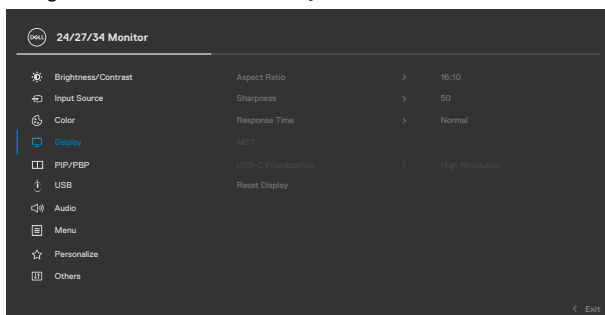 DELL 24/27/34 Monitor
Brightness/Contrast Aspect Ratio > 16:10
Input Source Sharpness > 50
Color Response Time > Normal
Display MST
PIP/PBP USB-C Prioritization > High Resolution
USB Reset Display
Audio
Menu
Personalize
Others
< Exit